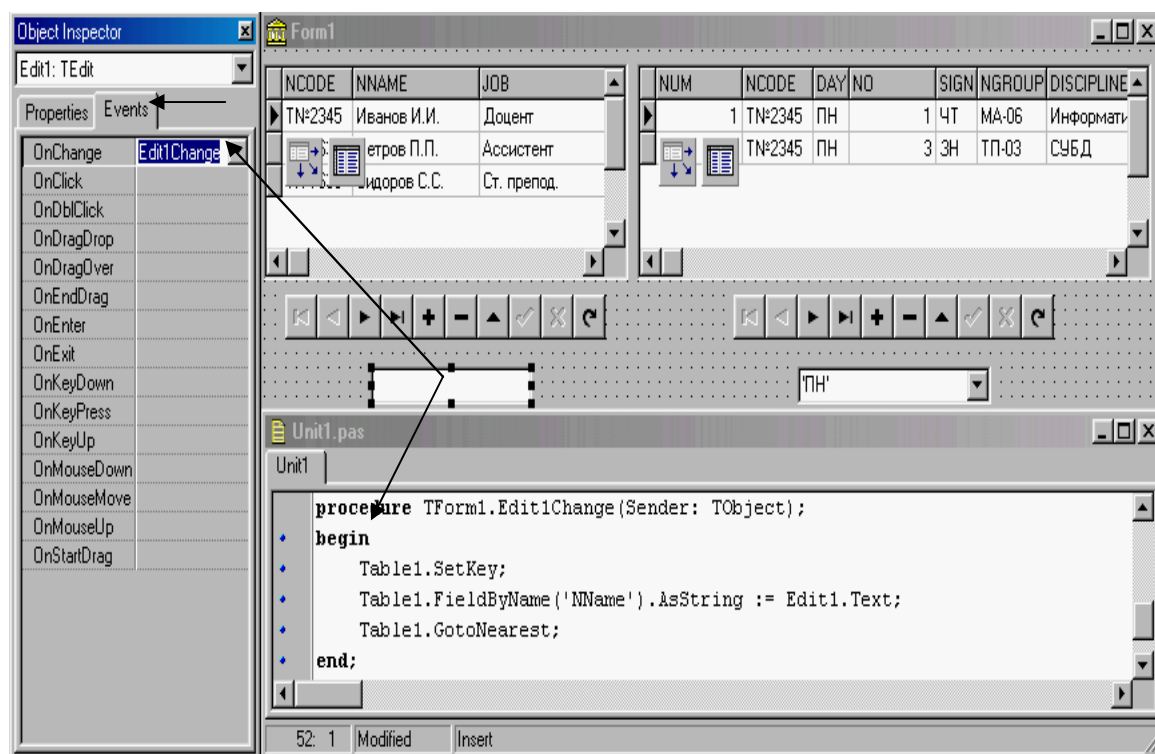 Object Inspector
Edit1: TEdit
Properties Events
OnChange Edit1Change
OnClick
OnDblClick
OnDragDrop
OnDragOver
OnEndDrag
OnEnter
OnExit
OnKeyDown
OnKeyPress
OnKeyUp
OnMouseDown
OnMouseMove
OnMouseUp
OnStartDrag
Form1
NCODE NNAME JOB
TN²2345 Иванов И.И. Доцент
етров П.П. Ассистент
идоров С.С. Ст. препод.
NUM NCODE DAY NO SIGN NGROUP DISCIPLINE
1 TN²2345 ПН 1 ЧТ МА-06 Информати
TN²2345 ПН 3 ЗН ТП-03 СУБД
'ПН'
Unit1.pas
Unit1
procedure TForm1.Edit1Change(Sender: TObject);
begin
Table1.SetKey;
Table1.FieldByName('NName').AsString := Edit1.Text;
Table1.GotoNearest;
end;
52: 1 Modified Insert